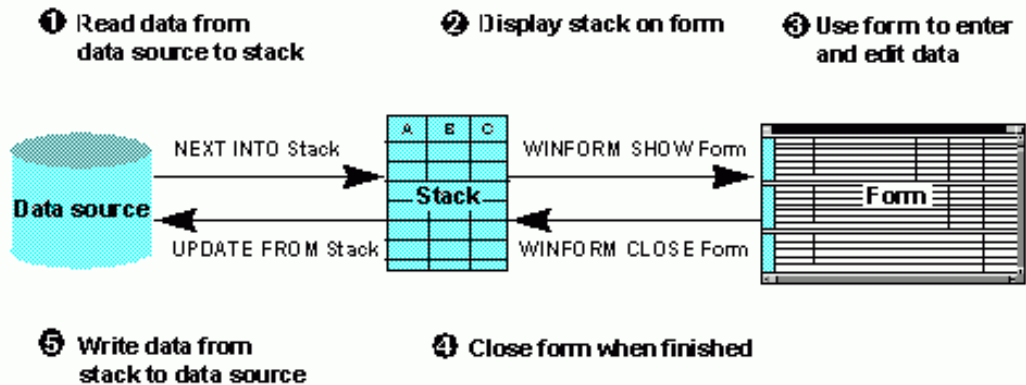 ❶ Read data from
data source to stack
❷ Display stack on form
❸ Use form to enter
and edit data
A B C
NEXT INTO Stack
WINFORM SHOW Form
Data source
Stack
Form
UPDATE FROM Stack
WINFORM CLOSE Form
❺ Write data from
stack to data source
❹ Close form when finished